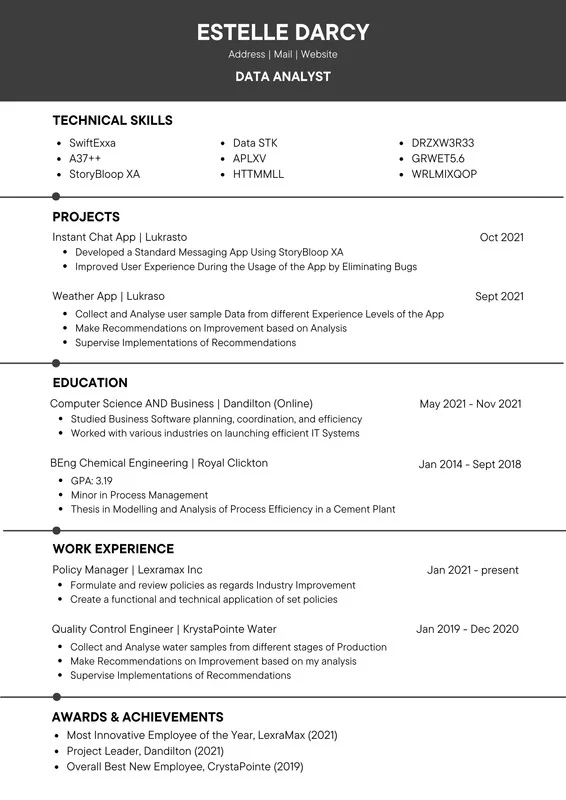 ESTELLE DARCY
Address | Mail | Website
DATA ANALYST
TECHNICAL SKILLS
SwiftExxa
A37++
StoryBloop XA
Data STK
APLXV
HTTMMLL
DRZXW3R33
GRWET5.6
WRLMIXQOP
PROJECTS
Instant Chat App | Lukrasto Oct 2021
Developed a Standard Messaging App Using StoryBloop XA
Improved User Experience During the Usage of the App by Eliminating Bugs
Weather App | Lukraso Sept 2021
Collect and Analyse user sample Data from different Experience Levels of the App
Make Recommendations on Improvement based on Analysis
Supervise Implementations of Recommendations
EDUCATION
Computer Science AND Business | Dandilton (Online) May 2021 - Nov 2021
Studied Business Software planning, coordination, and efficiency
Worked with various industries on launching efficient IT Systems
BEng Chemical Engineering | Royal Clickton Jan 2014 - Sept 2018
GPA: 3.19
Minor in Process Management
Thesis in Modelling and Analysis of Process Efficiency in a Cement Plant
WORK EXPERIENCE
Policy Manager | Lexramax Inc Jan 2021 - present
Formulate and review policies as regards Industry Improvement
Create a functional and technical application of set policies
Quality Control Engineer | KrystaPointe Water Jan 2019 - Dec 2020
Collect and Analyse water samples from different stages of Production
Make Recommendations on Improvement based on my analysis
Supervise Implementations of Recommendations
AWARDS & ACHIEVEMENTS
Most Innovative Employee of the Year, LexraMax (2021)
Project Leader, Dandilton (2021)
Overall Best New Employee, CrystaPointe (2019)